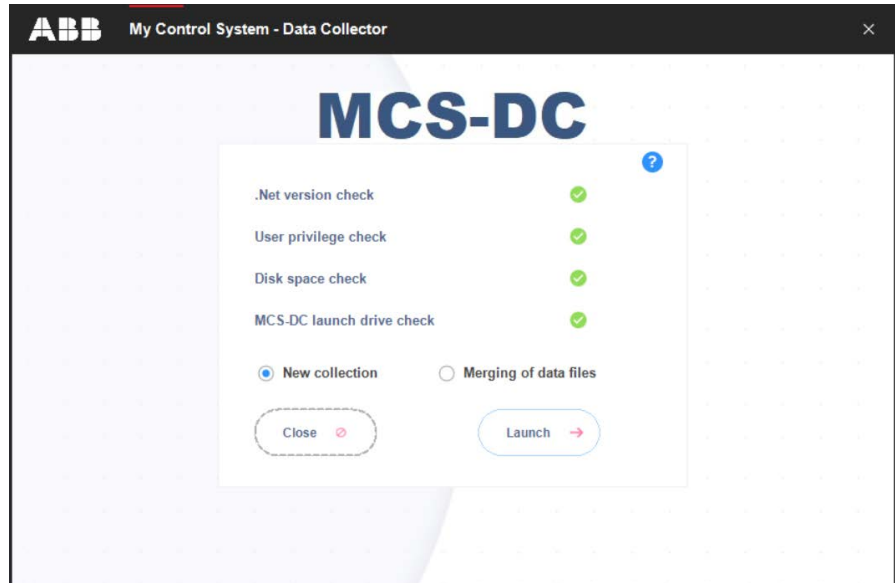 ABB My Control System - Data Collector
MCS-DC
?
.Net version check
User privilege check
Disk space check
MCS-DC launch drive check
New collection Merging of data files
Close Launch